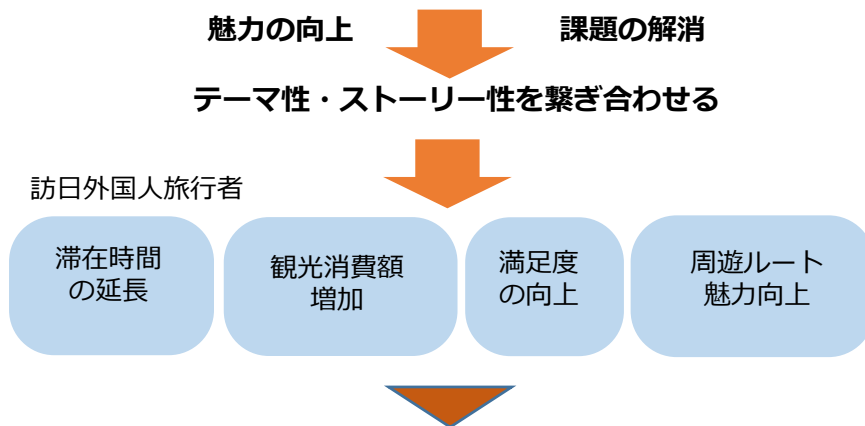 魅力の向上
課題の解消
テーマ性・ストーリー性を繋ぎ合わせる
訪日外国人旅行者
滞在時間
の延長
観光消費額
増加
満足度
の向上
周遊ルート
魅力向上